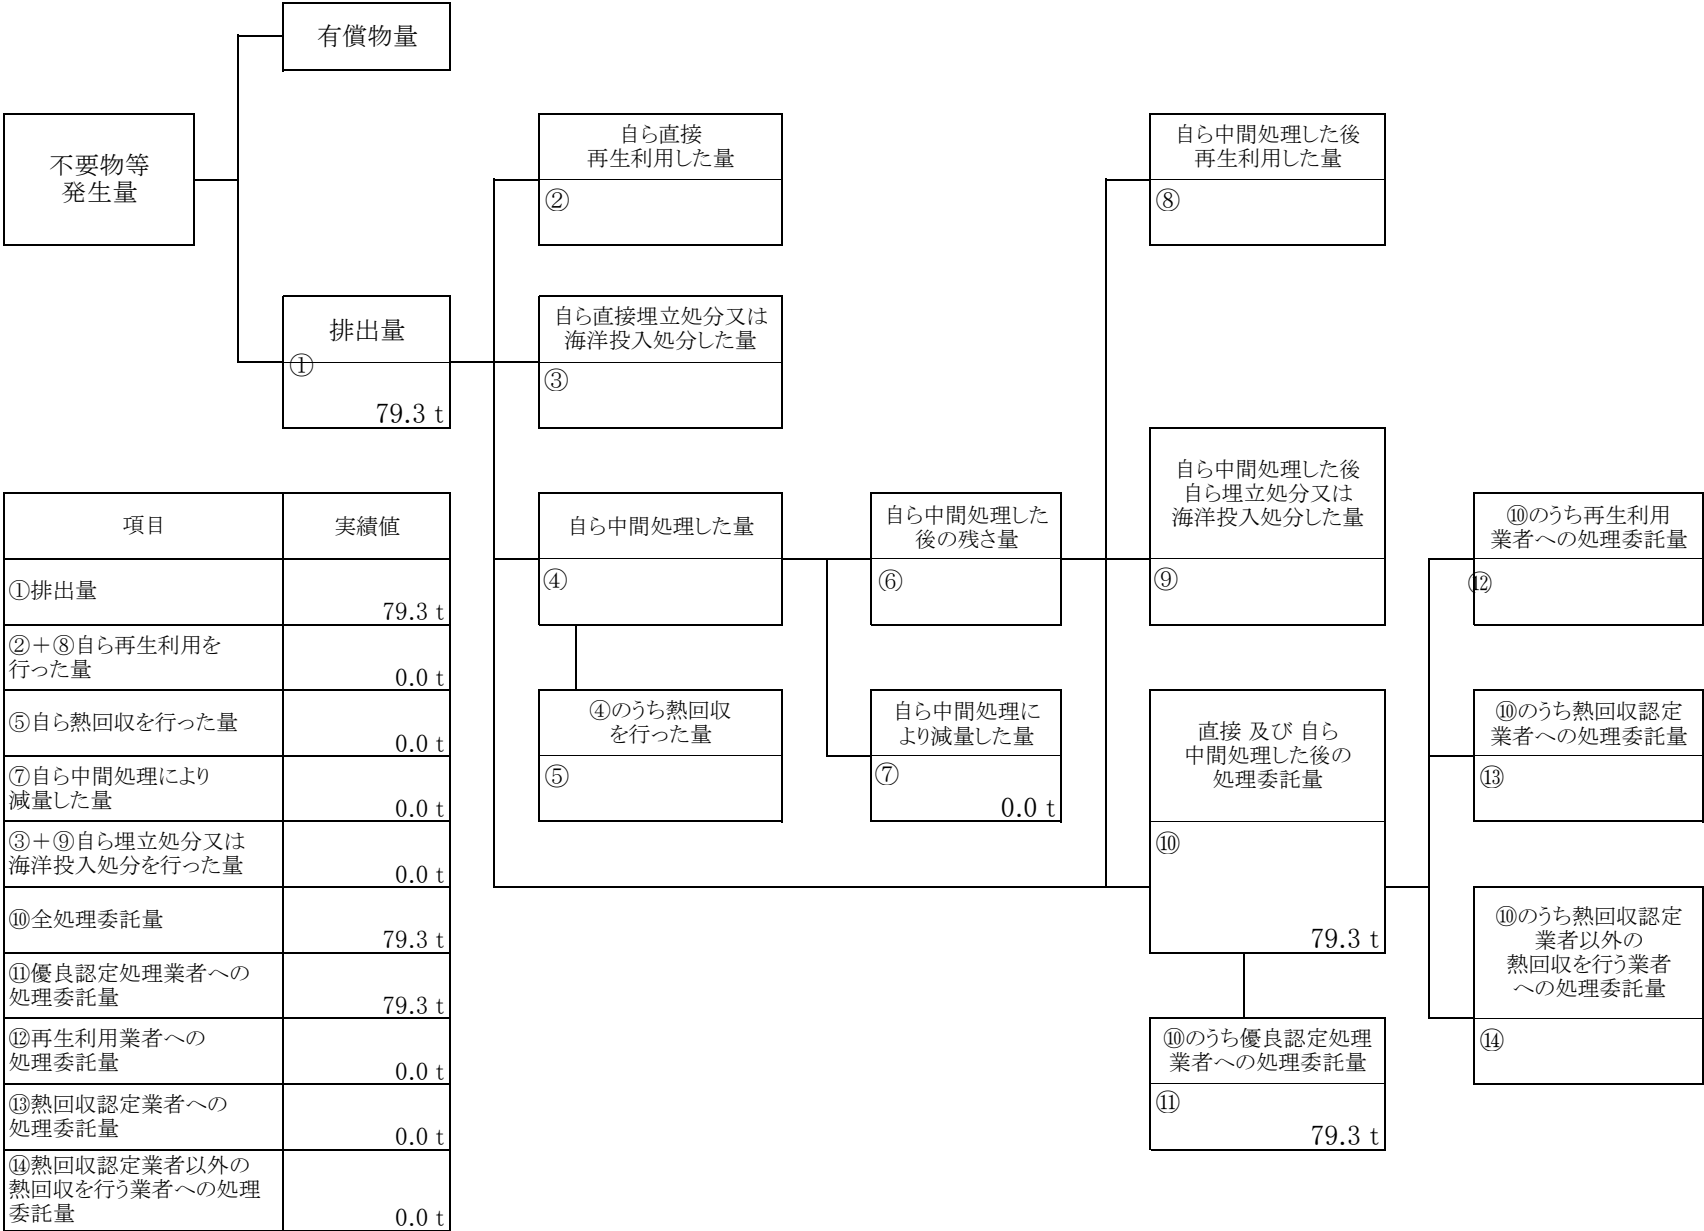 有償物量
不要物等
発生量
自ら直接
再生利用した量
②
自ら中間処理した後
再生利用した量
⑧
排出量
①
79.3 t
自ら直接埋立処分又は
海洋投入処分した量
③
自ら中間処理した量
④
自ら中間処理した
後の残さ量
⑥
自ら中間処理した後
自ら埋立処分又は
海洋投入処分した量
⑨
⑩のうち再生利用
業者への処理委託量
⑫
④のうち熱回収
を行った量
⑤
自ら中間処理に
より減量した量
⑦
0.0 t
直接 及び 自ら
中間処理した後の
処理委託量
⑩
79.3 t
⑩のうち熱回収認定
業者への処理委託量
⑬
⑩のうち熱回収認定
業者以外の
熱回収を行う業者
への処理委託量
⑭
⑩のうち優良認定処理
業者への処理委託量
⑪
79.3 t
項目 実績値
①排出量
79.3 t
②＋⑧自ら再生利用を
行った量
0.0 t
⑤自ら熱回収を行った量
0.0 t
⑦自ら中間処理により
減量した量
0.0 t
③＋⑨自ら埋立処分又は
海洋投入処分を行った量
0.0 t
⑩全処理委託量
79.3 t
⑪優良認定処理業者への
処理委託量
79.3 t
⑫再生利用業者への
処理委託量
0.0 t
⑬熱回収認定業者への
処理委託量
0.0 t
⑭熱回収認定業者以外の
熱回収を行う業者への処理
委託量
0.0 t